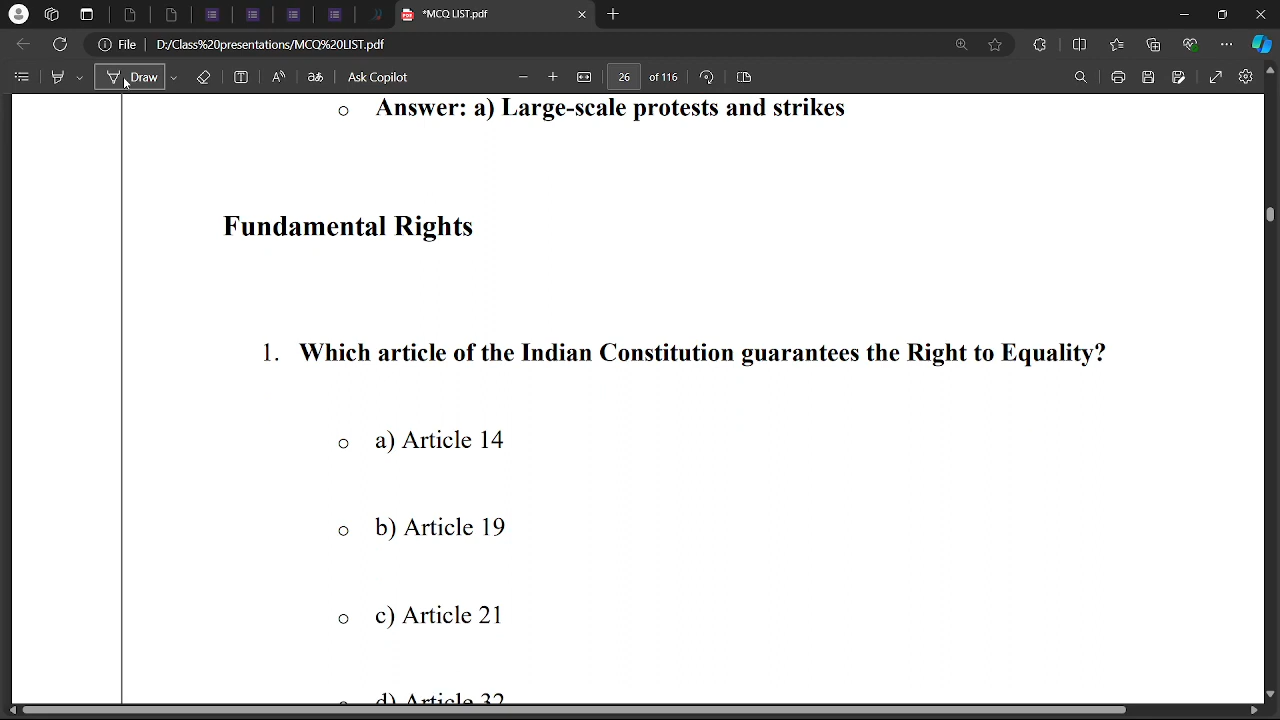 *MCQ LIST.pdf
File
D:/Class%20presentations/MCQ%20LIST.pdf
Draw
Ask Copilot
26
of 116
Answer: a) Large-scale protests and strikes
Fundamental Rights
1. Which article of the Indian Constitution guarantees the Right to Equality?
a) Article 14
b) Article 19
c) Article 21
d) Article 32